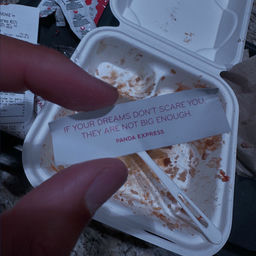 IF YOUR DREAMS DON'T SCARE YOU,
THEY ARE NOT BIG ENOUGH.
PANDA EXPRESS